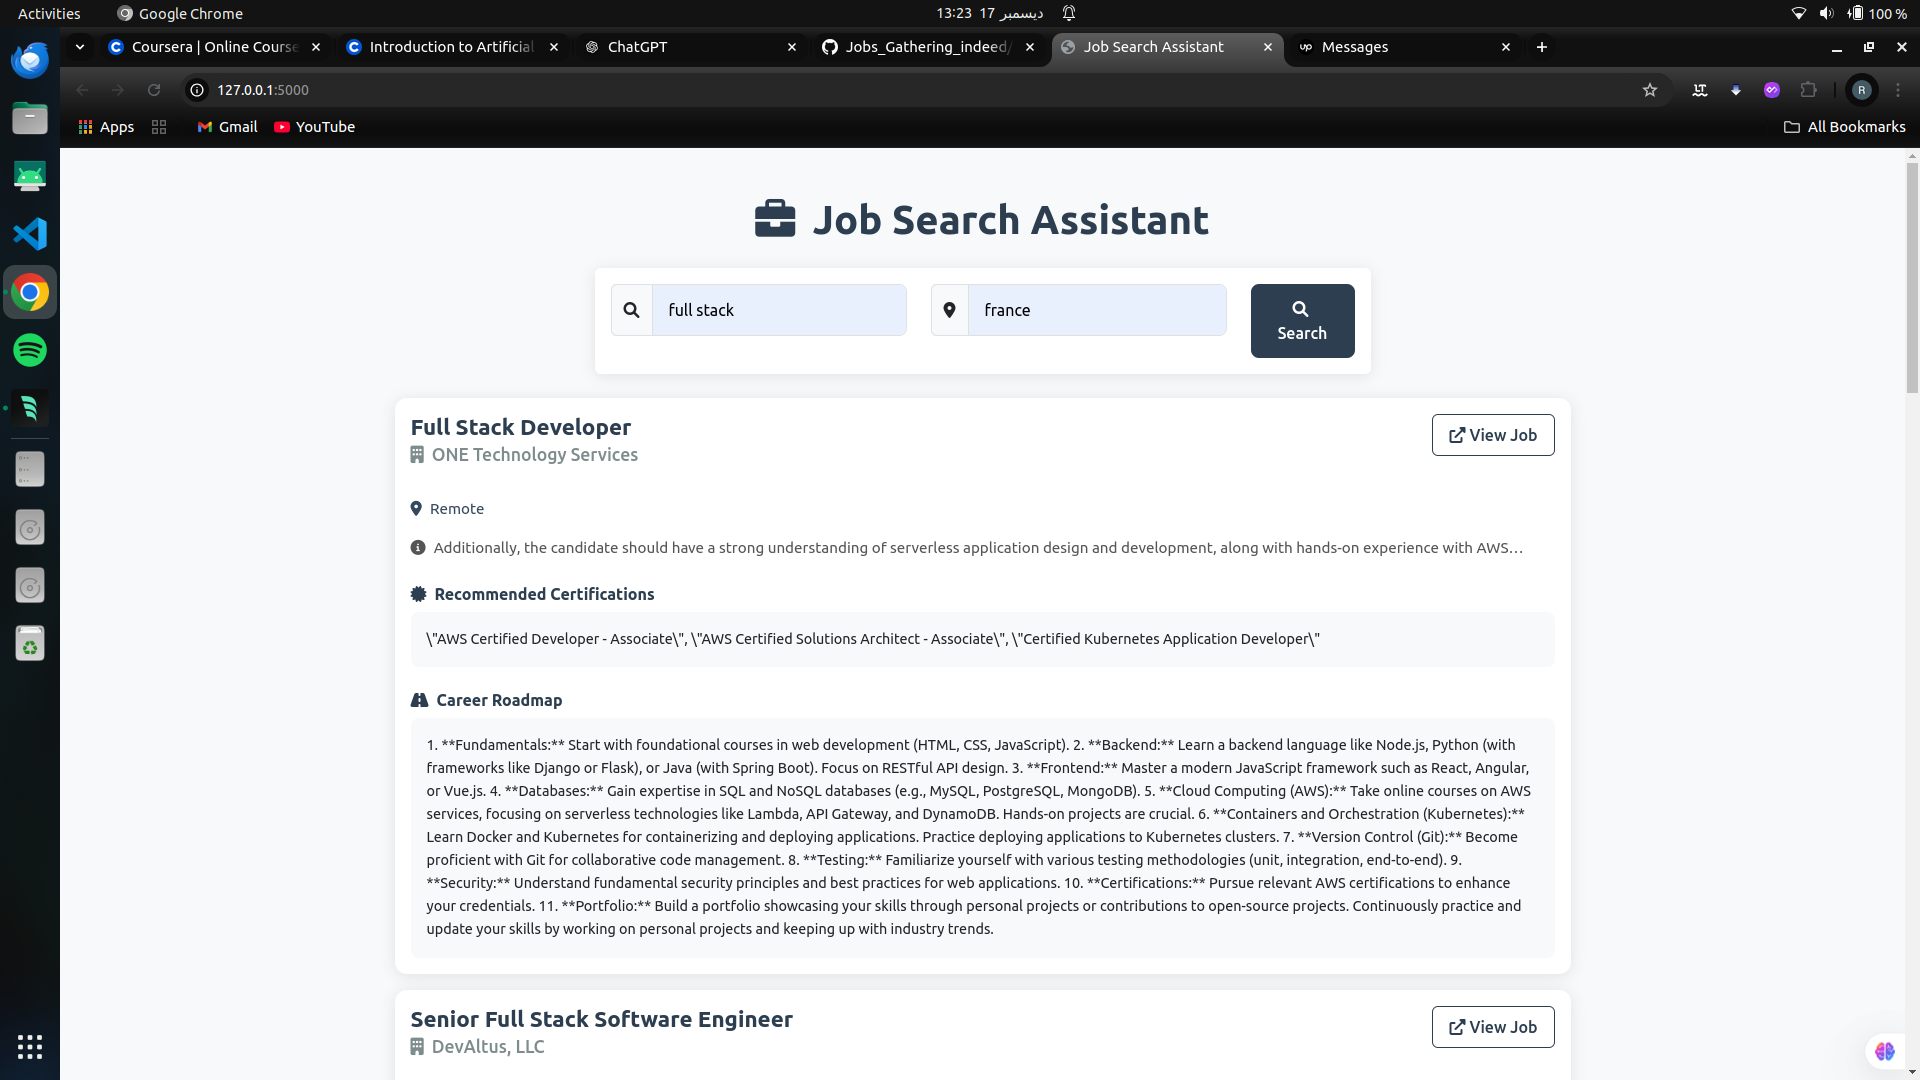 Activities
Google Chrome
13:23 17 ديسمبر
100 %
Coursera | Online Course
Introduction to Artificial
ChatGPT
Jobs_Gathering_indeed/
Job Search Assistant
up
Messages
127.0.0.1:5000
R
Apps
Gmail
YouTube
All Bookmarks
Job Search Assistant
full stack
france
Search
Full Stack Developer
View Job
ONE Technology Services
Remote
Additionally, the candidate should have a strong understanding of serverless application design and development, along with hands-on experience with AWS…
Recommended Certifications
\"AWS Certified Developer - Associate\", \"AWS Certified Solutions Architect - Associate\", \"Certified Kubernetes Application Developer\"
Career Roadmap
1. **Fundamentals:** Start with foundational courses in web development (HTML, CSS, JavaScript). 2. **Backend:** Learn a backend language like Node.js, Python (with
frameworks like Django or Flask), or Java (with Spring Boot). Focus on RESTful API design. 3. **Frontend:** Master a modern JavaScript framework such as React, Angular,
or Vue.js. 4. **Databases:** Gain expertise in SQL and NoSQL databases (e.g., MySQL, PostgreSQL, MongoDB). 5. **Cloud Computing (AWS):** Take online courses on AWS
services, focusing on serverless technologies like Lambda, API Gateway, and DynamoDB. Hands-on projects are crucial. 6. **Containers and Orchestration (Kubernetes):**
Learn Docker and Kubernetes for containerizing and deploying applications. Practice deploying applications to Kubernetes clusters. 7. **Version Control (Git):** Become
proficient with Git for collaborative code management. 8. **Testing:** Familiarize yourself with various testing methodologies (unit, integration, end-to-end). 9.
**Security:** Understand fundamental security principles and best practices for web applications. 10. **Certifications:** Pursue relevant AWS certifications to enhance
your credentials. 11. **Portfolio:** Build a portfolio showcasing your skills through personal projects or contributions to open-source projects. Continuously practice and
update your skills by working on personal projects and keeping up with industry trends.
Senior Full Stack Software Engineer
View Job
DevAltus, LLC